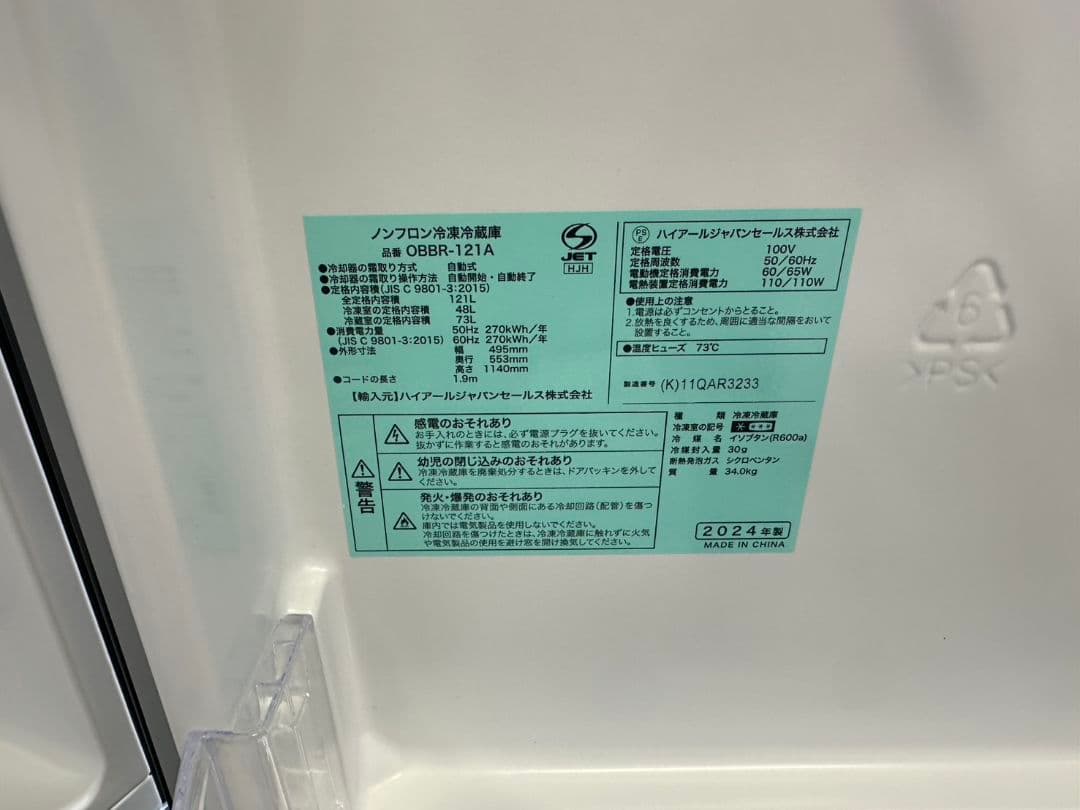 ノンフロン冷凍冷蔵庫
品番 OBBR-121A
JET
HJH
●冷却器の霜取り方式 自動式
●冷却器の霜取り操作方法 自動開始・自動終了
●定格内容積(JIS C 9801-3:2015)
全定格内容積 121L
冷凍室の定格内容積 48L
冷蔵室の定格内容積 73L
●消費電力量 50Hz 270kWh/年
(JIS C 9801-3:2015) 60Hz 270kWh/年
●外形寸法 幅 495mm
奥行 553mm
高さ 1140mm
●コードの長さ 1.9m
【輸入元】ハイアールジャパンセールス株式会社
PSE ハイアールジャパンセールス株式会社
定格電圧 100V
定格周波数 50/60Hz
電動機定格消費電力 60/65W
電熱装置定格消費電力 110/110W
●使用上の注意
1.電源は必ずコンセントからとること。
2.放熱を良くするため、周囲に適当な間隔をおいて
設置すること。
●温度ヒューズ 73℃
製造番号 (K)11QAR3233
警告
感電のおそれあり
お手入れのときには、必ず電源プラグを抜いてください。
抜かずに作業すると感電のおそれがあります。
幼児の閉じ込みのおそれあり
冷凍冷蔵庫を廃棄処分するときは、ドアパッキンを外して
ください。
発火・爆発のおそれあり
冷凍冷蔵庫の背面や側面にある冷却回路(配管)を傷つ
けないでください。
庫内では電気製品を使用しないでください。
冷却回路を傷つけたときは、冷凍冷蔵庫に触れずに火気
や電気製品の使用を避け窓を開け換気してください。
種類 冷凍冷蔵庫
冷凍室の記号 ****
冷媒名 イソブタン(R600a)
冷媒封入量 30g
断熱発泡ガス シクロペンタン
質量 34.0kg
2024年製
MADE IN CHINA
6
>PS<